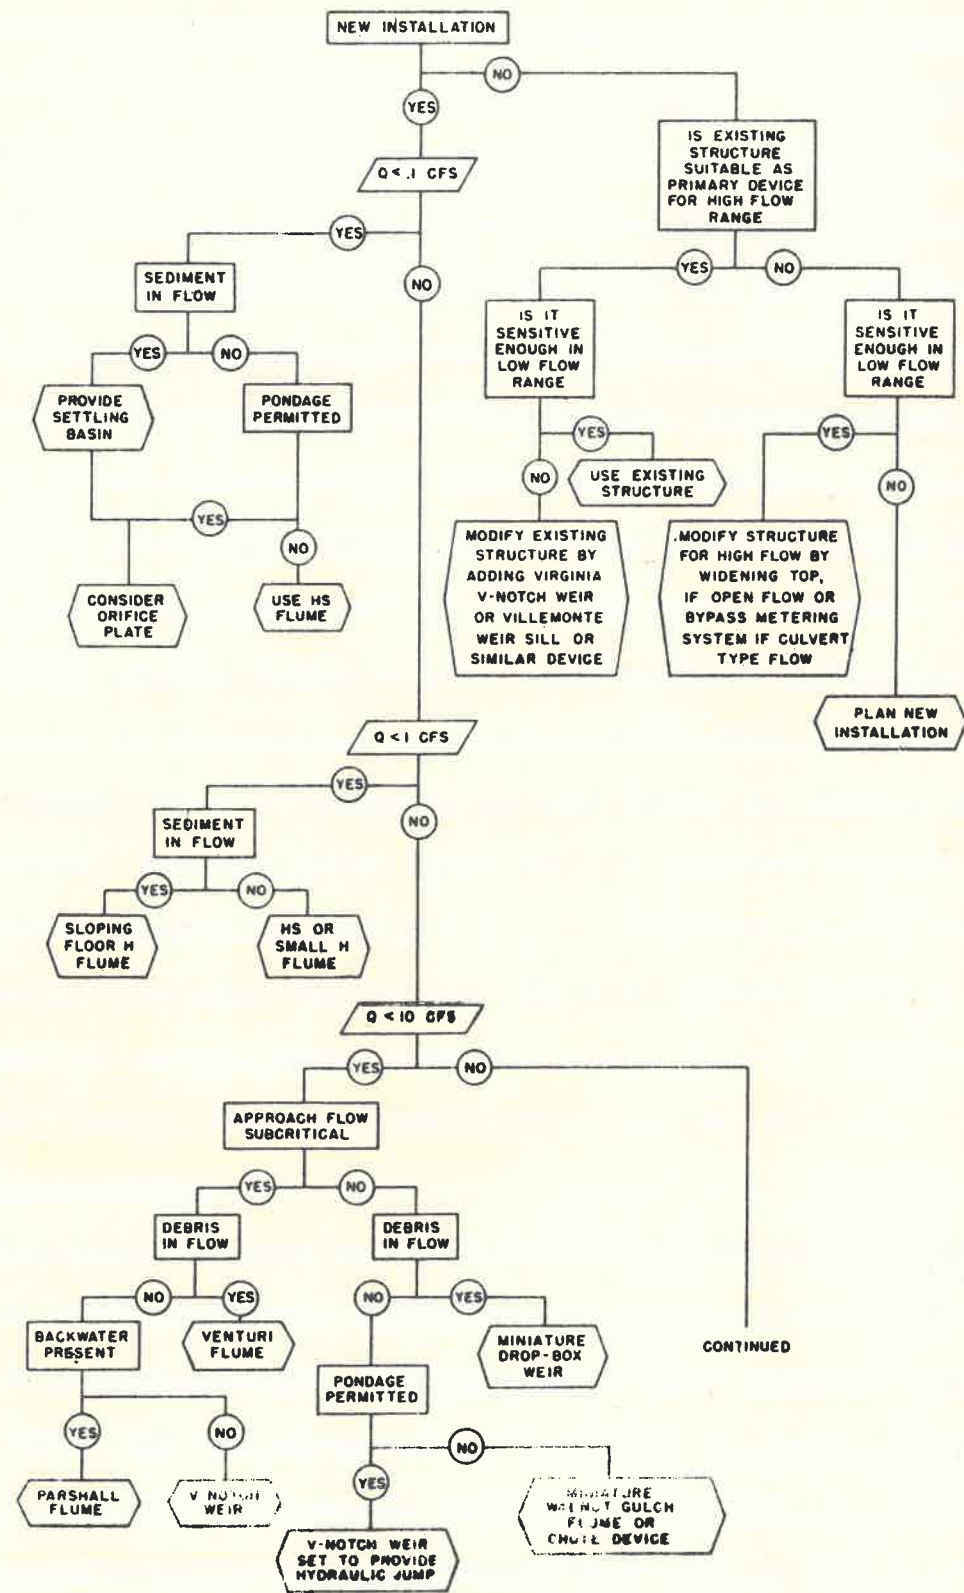 NEW INSTALLATION
NO
YES
IS EXISTING
STRUCTURE
SUITABLE AS
PRIMARY DEVICE
FOR HIGH FLOW
RANGE
Q < .1 CFS
YES
NO
SEDIMENT
IN FLOW
YES
NO
PROVIDE
SETTLING
BASIN
PONDAGE
PERMITTED
YES
NO
CONSIDER
ORIFICE
PLATE
USE HS
FLUME
YES
NO
IS IT
SENSITIVE
ENOUGH IN
LOW FLOW
RANGE
IS IT
SENSITIVE
ENOUGH IN
LOW FLOW
RANGE
YES
NO
USE EXISTING
STRUCTURE
YES
NO
MODIFY EXISTING
STRUCTURE BY
ADDING VIRGINIA
V-NOTCH WEIR
OR VILLEMONTE
WEIR SILL OR
SIMILAR DEVICE
MODIFY STRUCTURE
FOR HIGH FLOW BY
WIDENING TOP,
IF OPEN FLOW OR
BYPASS METERING
SYSTEM IF CULVERT
TYPE FLOW
PLAN NEW
INSTALLATION
Q < 1 CFS
YES
NO
SEDIMENT
IN FLOW
YES
NO
SLOPING
FLOOR H
FLUME
HS OR
SMALL H
FLUME
Q < 10 CFS
YES
NO
APPROACH FLOW
SUBCRITICAL
YES
NO
DEBRIS
IN FLOW
DEBRIS
IN FLOW
NO
YES
NO
YES
BACKWATER
PRESENT
VENTURI
FLUME
MINIATURE
DROP-BOX
WEIR
CONTINUED
PONDAGE
PERMITTED
YES
NO
NO
YES
PARSHALL
FLUME
V NOTCH
WEIR
MINIATURE
WALNUT GULCH
FLUME OR
CHUTE DEVICE
V-NOTCH WEIR
SET TO PROVIDE
HYDRAULIC JUMP